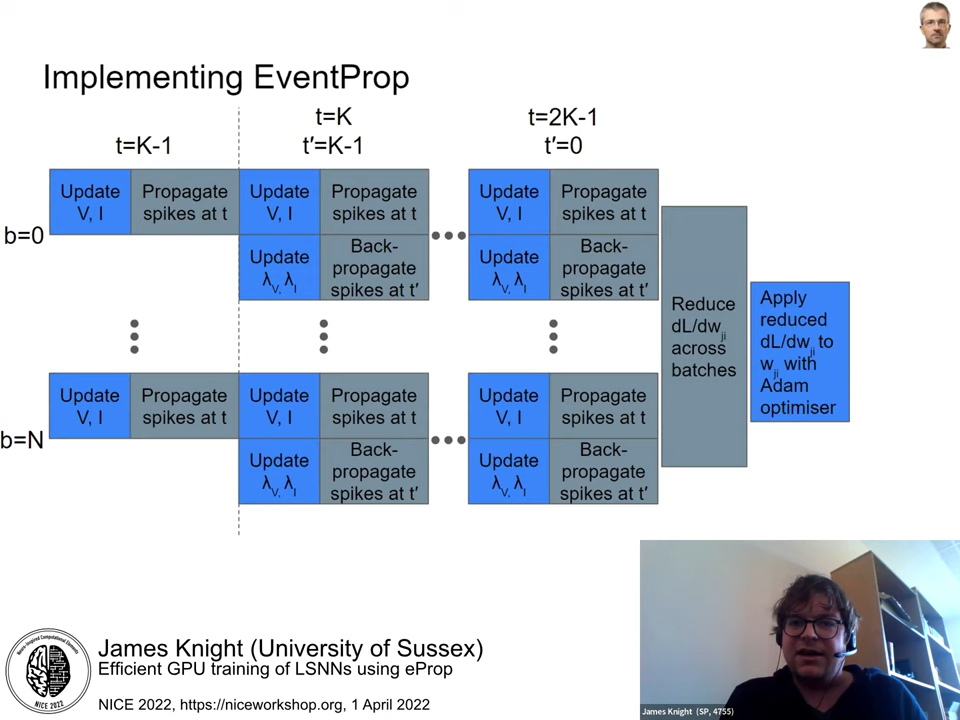 Implementing EventProp
t=K-1
t=K
t′=K-1
t=2K-1
t′=0
b=0
Update
V, I
Propagate
spikes at t
Update
V, I
Propagate
spikes at t
Update
λV, λI
Back-
propagate
spikes at t′
Update
V, I
Propagate
spikes at t
Update
λV, λI
Back-
propagate
spikes at t′
b=N
Update
V, I
Propagate
spikes at t
Update
V, I
Propagate
spikes at t
Update
λV, λI
Back-
propagate
spikes at t′
Update
V, I
Propagate
spikes at t
Update
λV, λI
Back-
propagate
spikes at t′
Reduce
dL/dwji
across
batches
Apply
reduced
dL/dwji to
wji with
Adam
optimiser
Neuro-Inspired Computational Elements
NICE 2022
James Knight (University of Sussex)
Efficient GPU training of LSNNs using eProp
NICE 2022, https://niceworkshop.org, 1 April 2022
James Knight (SP, 4755)